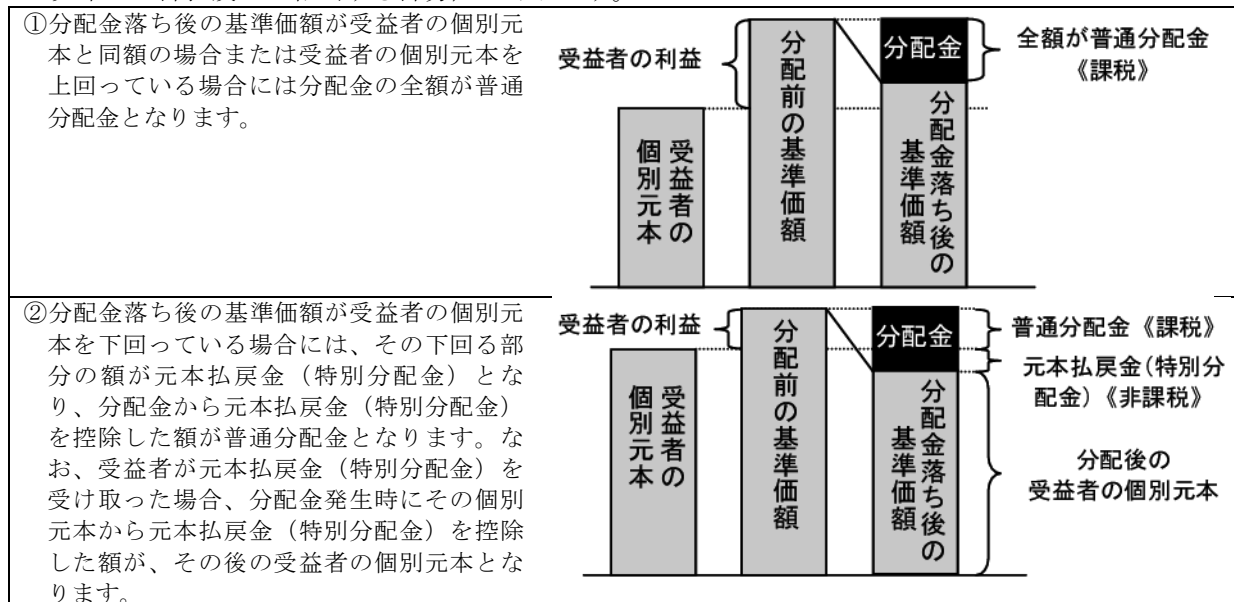 ①分配金落ち後の基準価額が受益者の個別元
本と同額の場合または受益者の個別元本を
上回っている場合には分配金の全額が普通
分配金となります。
受益者の利益
受益者の
個別元本
分配前の基準価額
分配金
分配金落ち後の
基準価額
全額が普通分配金
《課税》
②分配金落ち後の基準価額が受益者の個別元
本を下回っている場合には、その下回る部
分の額が元本払戻金（特別分配金）とな
り、分配金から元本払戻金（特別分配金）
を控除した額が普通分配金となります。な
お、受益者が元本払戻金（特別分配金）を
受け取った場合、分配金発生時にその個別
元本から元本払戻金（特別分配金）を控除
した額が、その後の受益者の個別元本とな
ります。
受益者の利益
受益者の
個別元本
分配前の基準価額
分配金
分配金落ち後の
基準価額
普通分配金《課税》
元本払戻金(特別分
配金)《非課税》
分配後の
受益者の個別元本